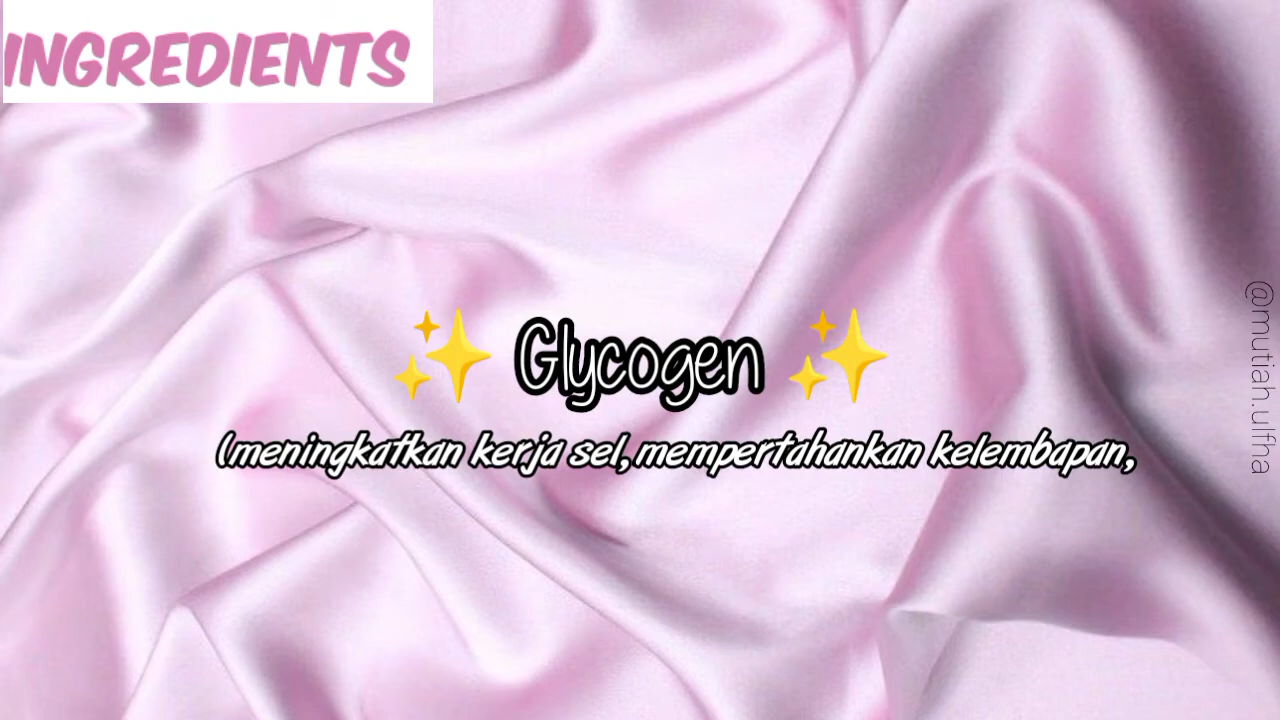 INGREDIENTS
Glycogen
(meningkatkan kerja sel, mempertahankan kelembapan,
@mutiah.ulfha